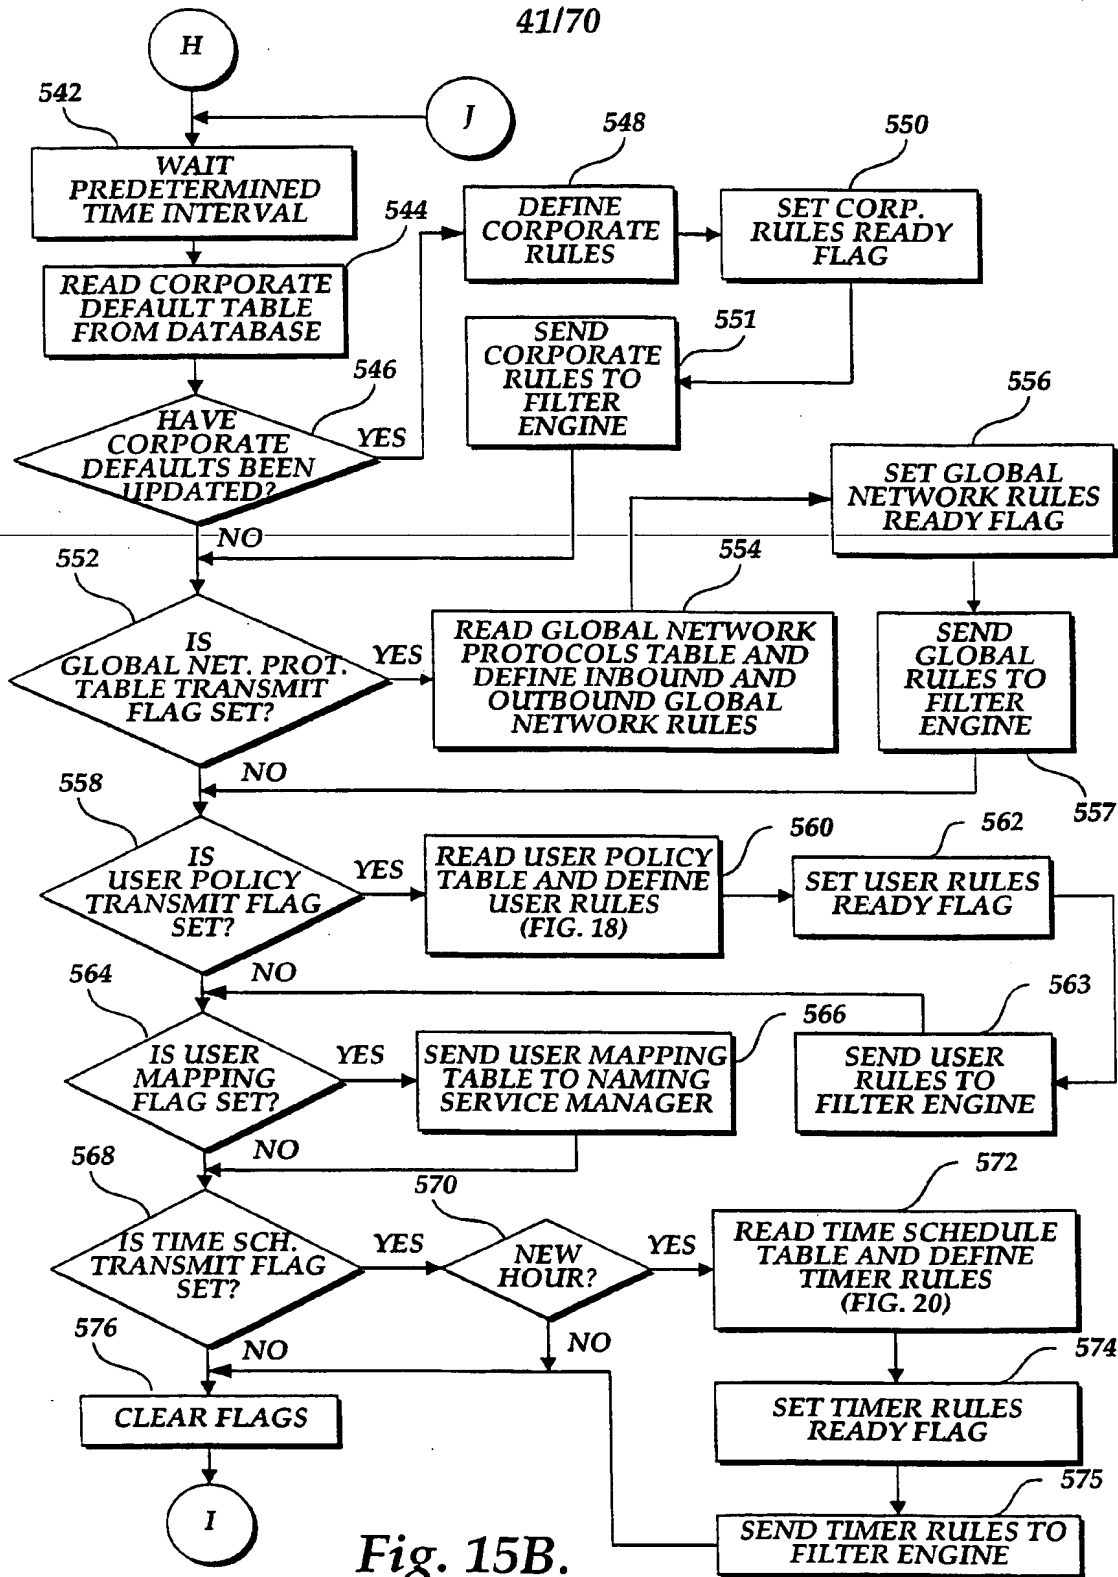 41/70
H
J
542
WAIT
PREDETERMINED
TIME INTERVAL
544
READ CORPORATE
DEFAULT TABLE
FROM DATABASE
546
HAVE
CORPORATE
DEFAULTS BEEN
UPDATED?
YES
NO
548
DEFINE
CORPORATE
RULES
550
SET CORP.
RULES READY
FLAG
551
SEND
CORPORATE
RULES TO
FILTER
ENGINE
552
IS
GLOBAL NET. PROT.
TABLE TRANSMIT
FLAG SET?
YES
NO
554
READ GLOBAL NETWORK
PROTOCOLS TABLE AND
DEFINE INBOUND AND
OUTBOUND GLOBAL
NETWORK RULES
556
SET GLOBAL
NETWORK RULES
READY FLAG
SEND
GLOBAL
RULES TO
FILTER
ENGINE
557
558
IS
USER POLICY
TRANSMIT FLAG
SET?
YES
NO
560
READ USER POLICY
TABLE AND DEFINE
USER RULES
(FIG. 18)
562
SET USER RULES
READY FLAG
563
SEND USER
RULES TO
FILTER ENGINE
564
IS USER
MAPPING
FLAG SET?
YES
NO
566
SEND USER MAPPING
TABLE TO NAMING
SERVICE MANAGER
568
IS TIME SCH.
TRANSMIT FLAG
SET?
YES
NO
570
NEW
HOUR?
YES
NO
572
READ TIME SCHEDULE
TABLE AND DEFINE
TIMER RULES
(FIG. 20)
574
SET TIMER RULES
READY FLAG
575
SEND TIMER RULES TO
FILTER ENGINE
576
CLEAR FLAGS
I
Fig. 15B.